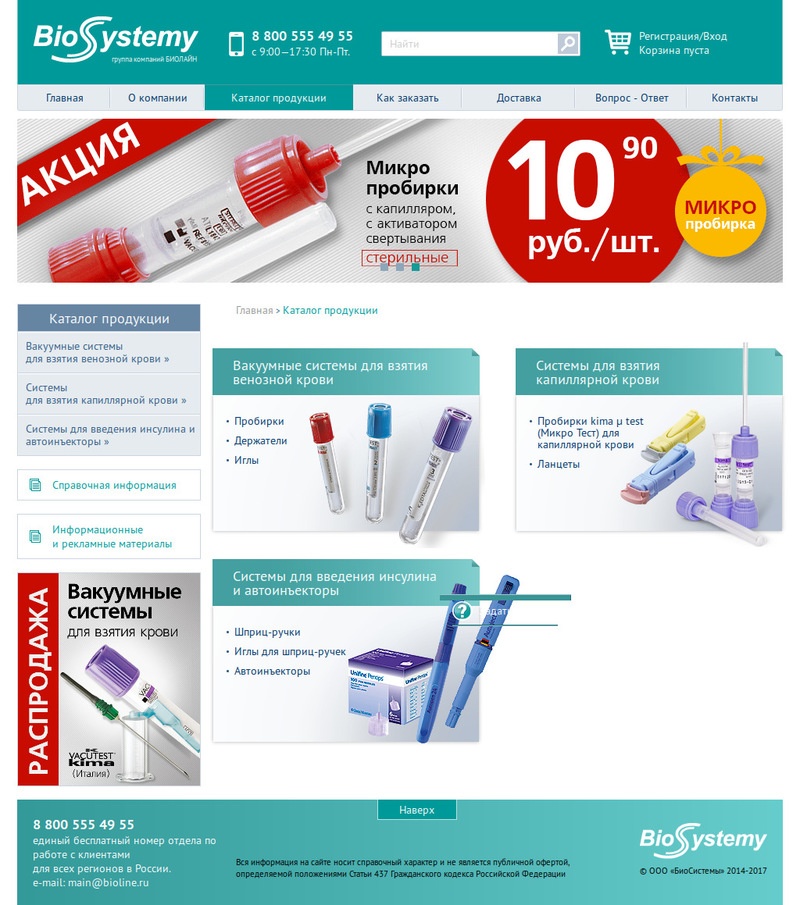 BioSystemy
группа компаний БИОЛАЙН
8 800 555 49 55
с 9:00—17:30 Пн-Пт.
Найти
Регистрация/Вход
Корзина пуста
Главная
О компании
Каталог продукции
Как заказать
Доставка
Вопрос - Ответ
Контакты
АКЦИЯ
Микро
пробирки
с капилляром,
с активатором
свертывания
стерильные
10 90
руб./шт.
МИКРО
пробирка
Каталог продукции
Вакуумные системы
для взятия венозной крови »
Системы
для взятия капиллярной крови »
Системы для введения инсулина и
автоинъекторы »
Справочная информация
Информационные
и рекламные материалы
РАСПРОДАЖА
Вакуумные
системы
для взятия крови
VACUTEST
kima
(Италия)
Главная > Каталог продукции
Вакуумные системы для взятия
венозной крови
• Пробирки
• Держатели
• Иглы
Системы для взятия
капиллярной крови
• Пробирки kima µ test
(Микро Тест) для
капиллярной крови
• Ланцеты
Системы для введения инсулина
и автоинъекторы
• Шприц-ручки
• Иглы для шприц-ручек
• Автоинъекторы
Unifine Pentips
?
Наверх
8 800 555 49 55
единый бесплатный номер отдела по
работе с клиентами
для всех регионов в России.
e-mail: main@bioline.ru
Вся информация на сайте носит справочный характер и не является публичной офертой,
определяемой положениями Статьи 437 Гражданского кодекса Российской Федерации
BioSystemy
© ООО «БиоСистемы» 2014-2017